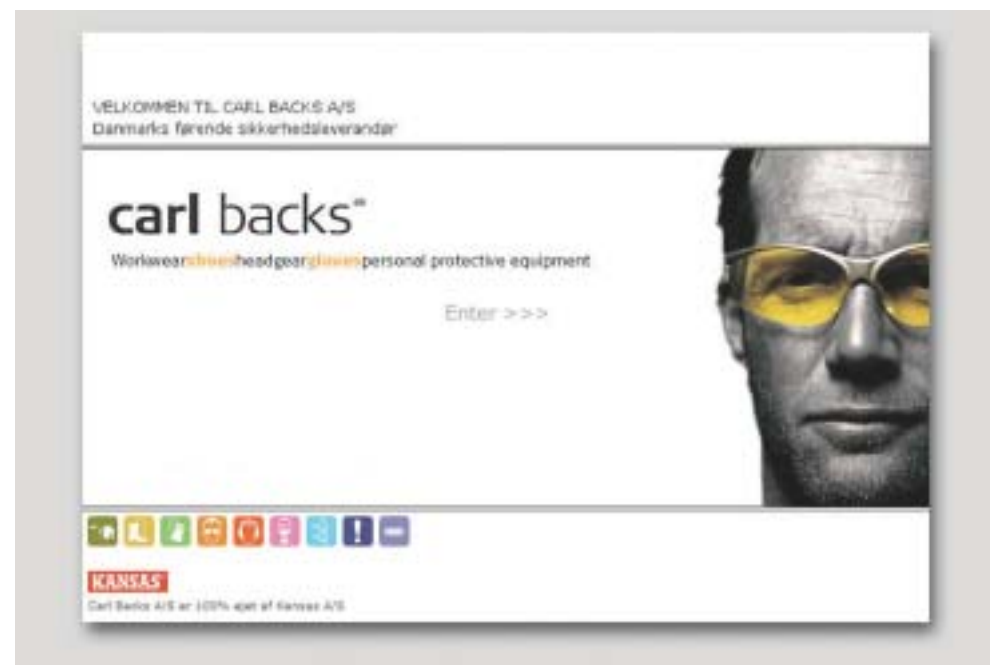 VELKOMMEN TIL CARL BACKS A/S
Danmarks førende sikkerhedsleverandør
carl backs
Workwearshoesheadgearglovespersonal protective equipment
Enter >>>
KANSAS
Carl Backs A/S er 100% ejet af Kansas A/S